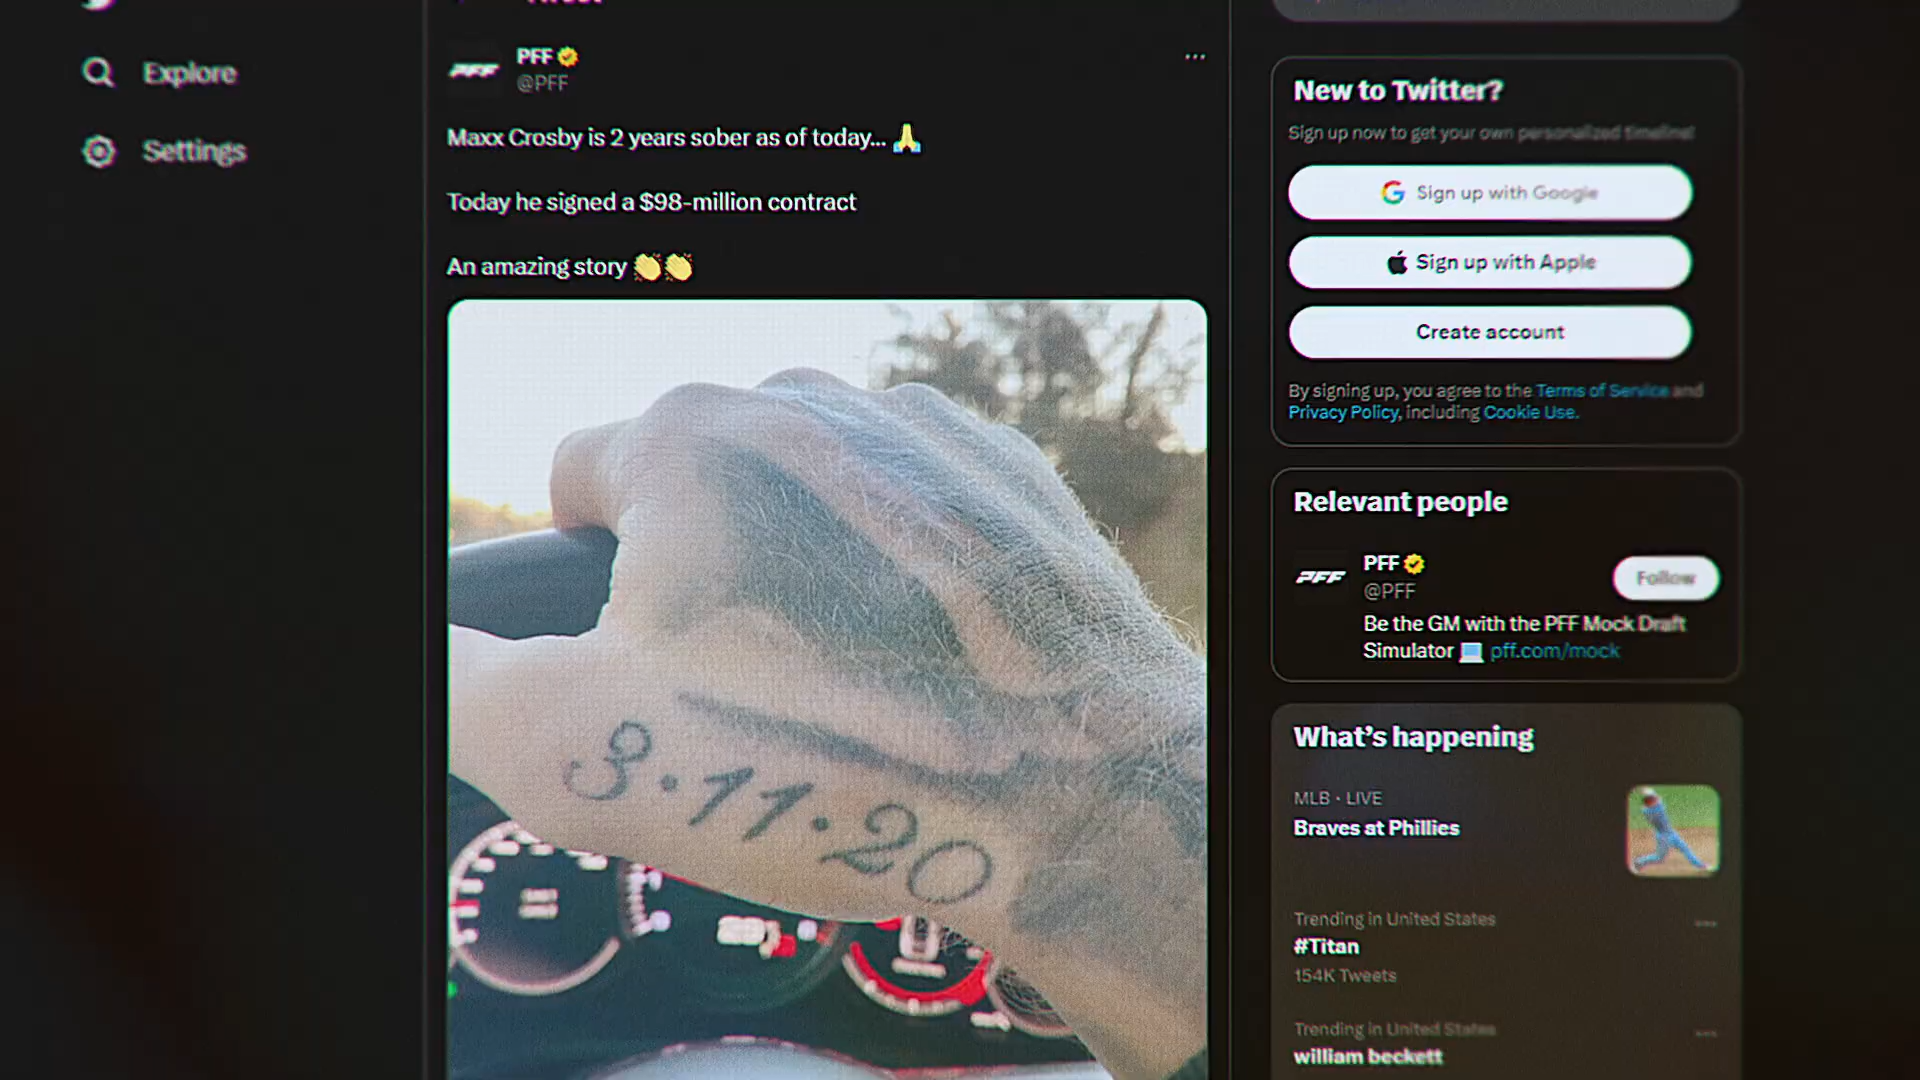 Explore
Settings
PFF
PFF
@PFF
Maxx Crosby is 2 years sober as of today... 🙏
Today he signed a $98-million contract
An amazing story 👏👏
3·11·20
New to Twitter?
Sign up now to get your own personalized timeline!
Sign up with Google
Sign up with Apple
Create account
By signing up, you agree to the Terms of Service and
Privacy Policy, including Cookie Use.
Relevant people
PFF
PFF
@PFF
Follow
Be the GM with the PFF Mock Draft
Simulator 💻 pff.com/mock
What's happening
MLB · LIVE
Braves at Phillies
Trending in United States
#Titan
154K Tweets
Trending in United States
william beckett